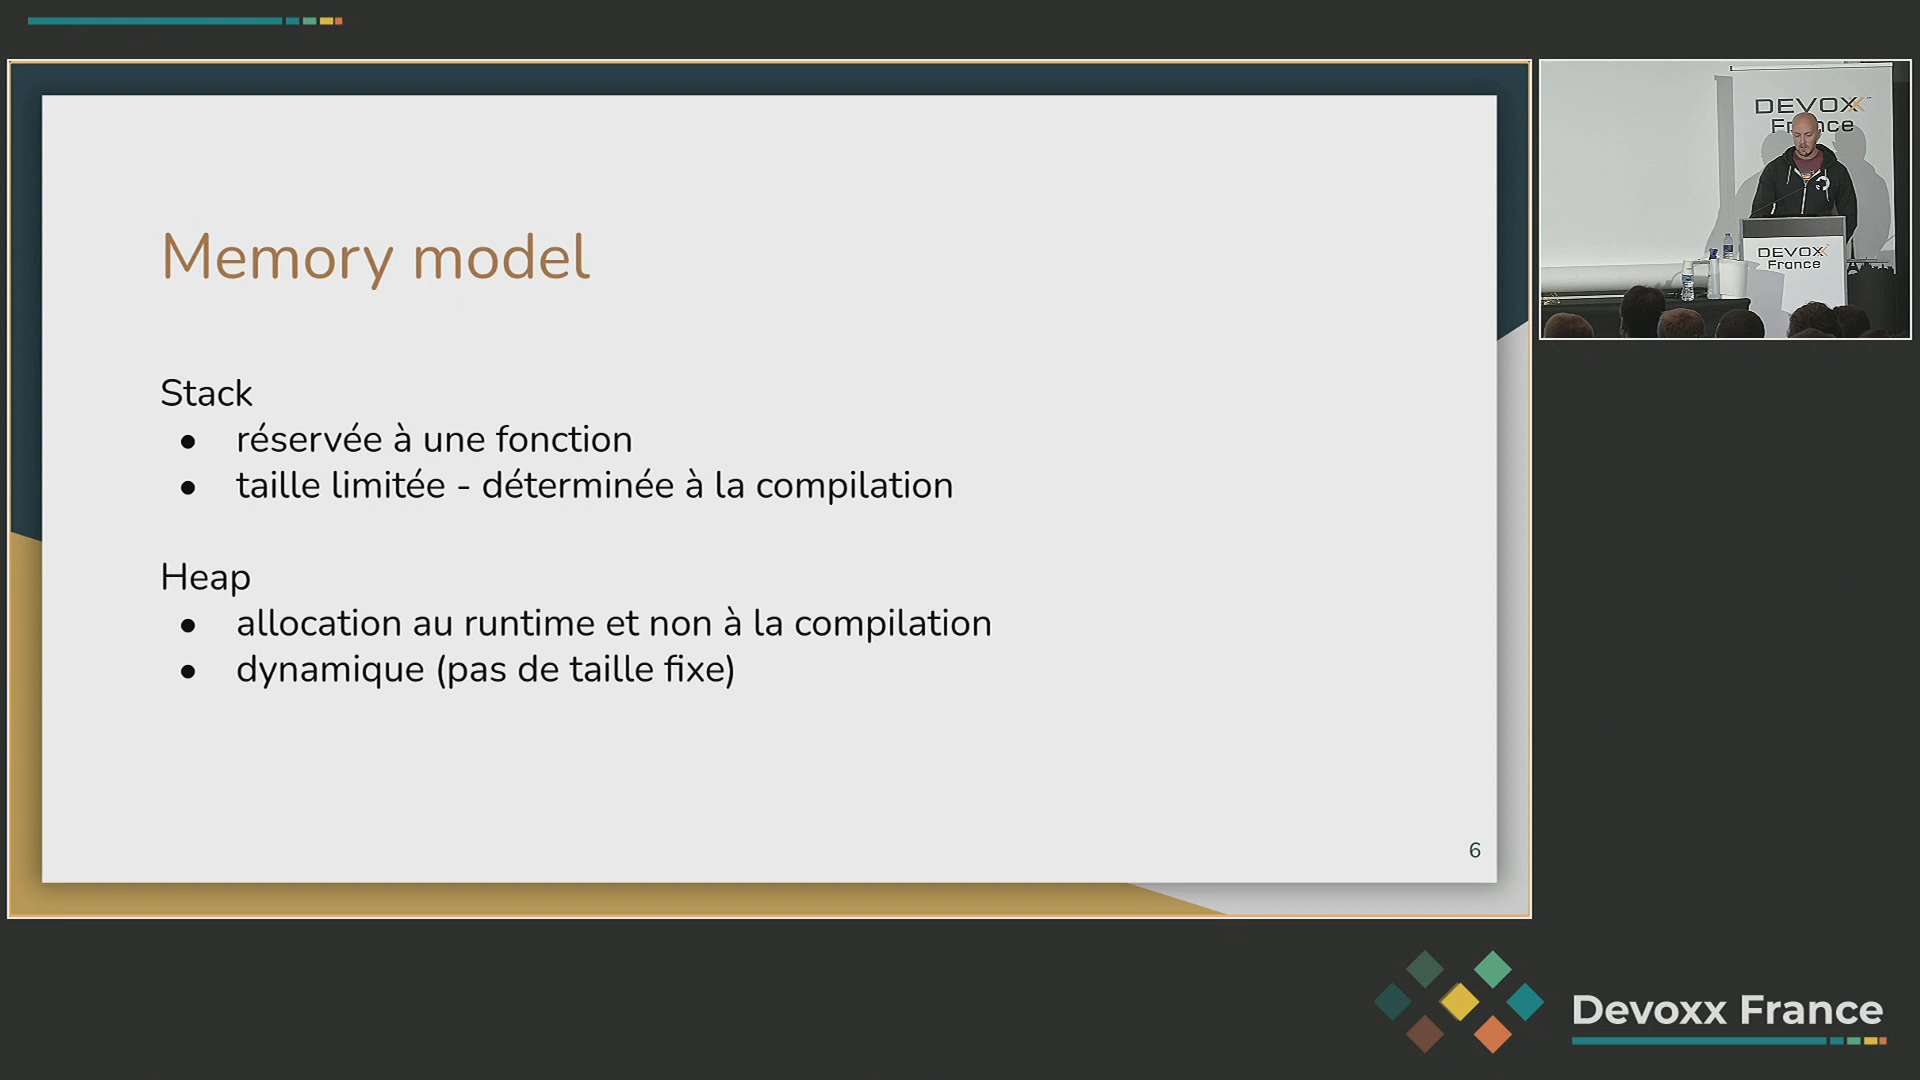 Memory model
Stack
● réservée à une fonction
● taille limitée - déterminée à la compilation
Heap
● allocation au runtime et non à la compilation
● dynamique (pas de taille fixe)
6
DEVOXX
France
DEVOXX
France
Devoxx France